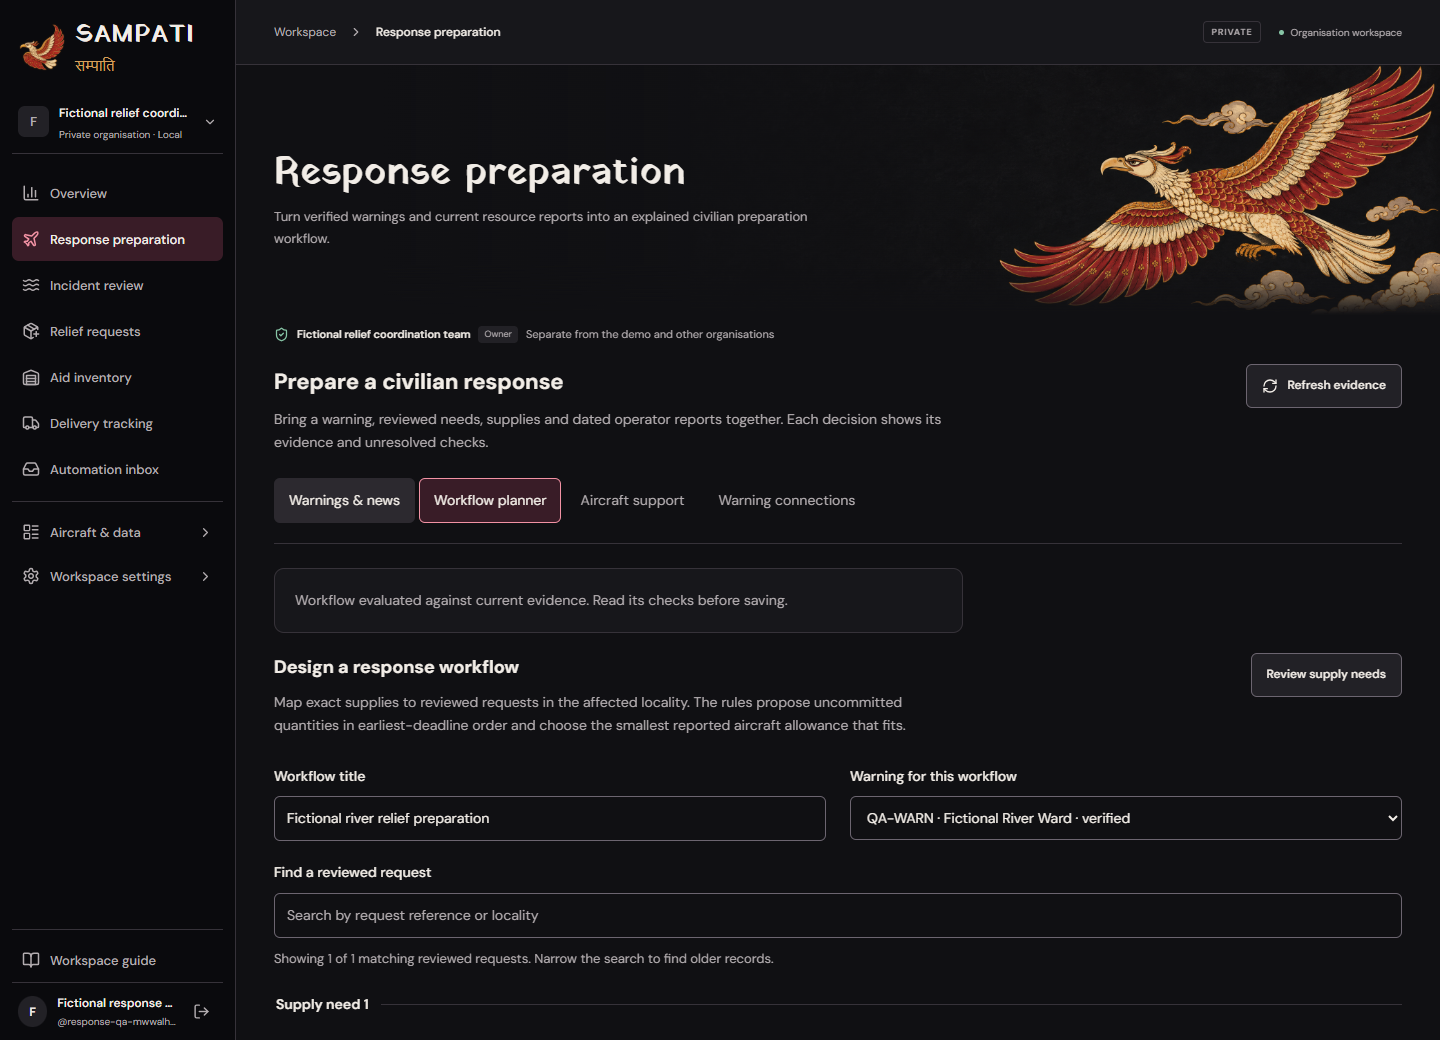 SAMPATI
सम्पाति
F
Fictional relief coordi...
Private organisation · Local
Overview
Response preparation
Incident review
Relief requests
Aid inventory
Delivery tracking
Automation inbox
Aircraft & data
Workspace settings
Workspace guide
F
Fictional response ...
@response-qa-mwwalh...
Workspace > Response preparation
PRIVATE
Organisation workspace
Response preparation
Turn verified warnings and current resource reports into an explained civilian preparation
workflow.
Fictional relief coordination team Owner Separate from the demo and other organisations
Prepare a civilian response
Refresh evidence
Bring a warning, reviewed needs, supplies and dated operator reports together. Each decision shows its
evidence and unresolved checks.
Warnings & news Workflow planner Aircraft support Warning connections
Workflow evaluated against current evidence. Read its checks before saving.
Design a response workflow
Review supply needs
Map exact supplies to reviewed requests in the affected locality. The rules propose uncommitted
quantities in earliest-deadline order and choose the smallest reported aircraft allowance that fits.
Workflow title
Fictional river relief preparation
Warning for this workflow
QA-WARN · Fictional River Ward · verified
Find a reviewed request
Search by request reference or locality
Showing 1 of 1 matching reviewed requests. Narrow the search to find older records.
Supply need 1